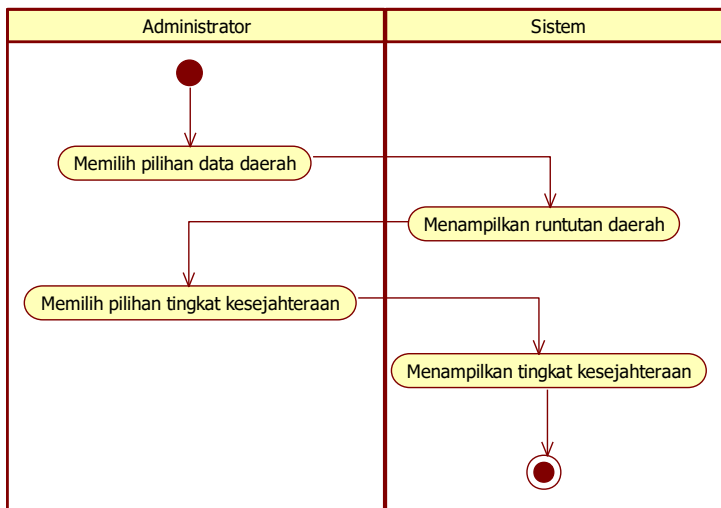 Administrator
Sistem
Memilih pilihan data daerah
Menampilkan runtutan daerah
Memilih pilihan tingkat kesejahteraan
Menampilkan tingkat kesejahteraan